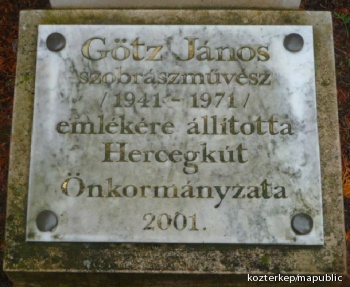 Götz János
szobrászművész
/ 1941 - 1971 /
emlékére állította
Hercegkút
Önkormányzata
2001.
kozterkep/mapublic